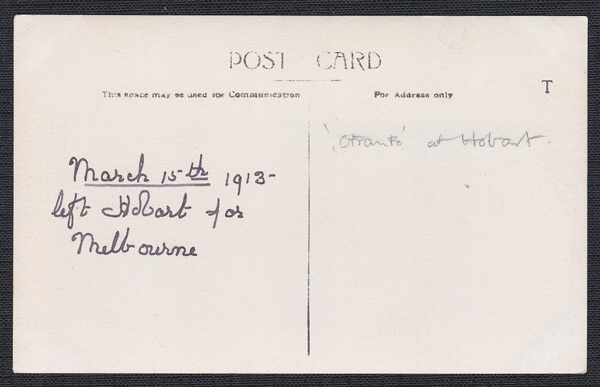 POST CARD
This space may be used for Communication
For Address only
T
'Otranto' at Hobart.
March 15th 1913-
left Hobart for
Melbourne